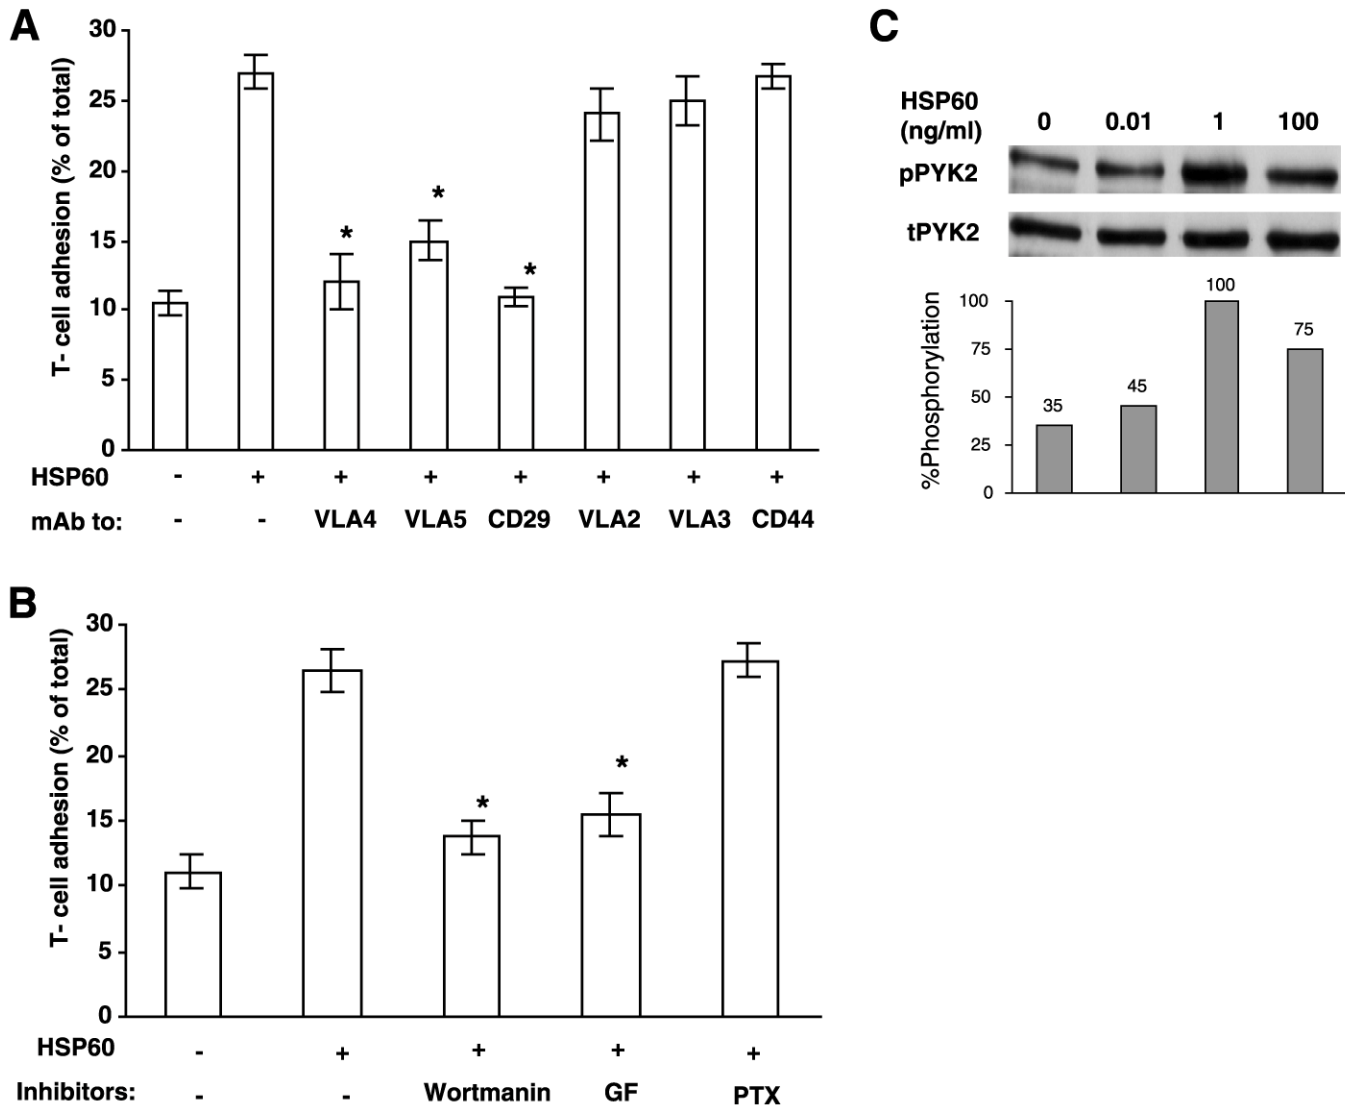 A
T- cell adhesion (% of total)
30
25
20
15
10
5
0
* * *
HSP60 - + + + + + + +
mAb to: - - VLA4 VLA5 CD29 VLA2 VLA3 CD44
B
T- cell adhesion (% of total)
30
25
20
15
10
5
0
* *
HSP60 - + + + +
Inhibitors: - - Wortmanin GF PTX
C
HSP60
(ng/ml) 0 0.01 1 100
pPYK2
tPYK2
%Phosphorylation
100
75
50
25
0
35 45 100 75